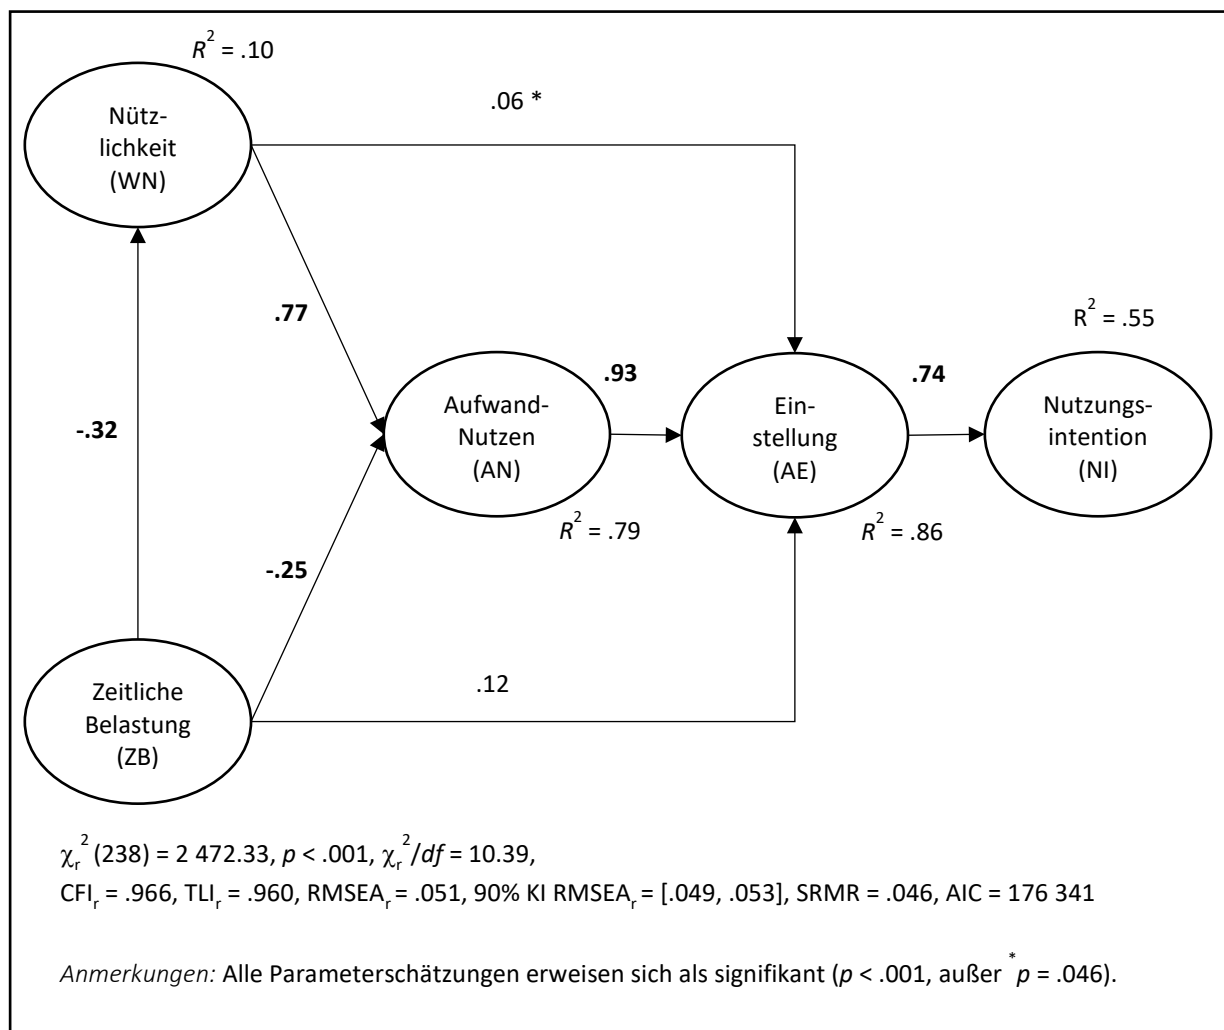 R² = .10
Nütz-
lichkeit
(WN)
.06 *
.77
-.32
R² = .55
.93
.74
Aufwand-
Nutzen
(AN)
Ein-
stellung
(AE)
Nutzungs-
intention
(NI)
R² = .79
R² = .86
-.25
Zeitliche
Belastung
(ZB)
.12
χᵣ² (238) = 2 472.33, p < .001, χᵣ²/df = 10.39,
CFIᵣ = .966, TLIᵣ = .960, RMSEAᵣ = .051, 90% KI RMSEAᵣ = [.049, .053], SRMR = .046, AIC = 176 341
Anmerkungen: Alle Parameterschätzungen erweisen sich als signifikant (p < .001, außer *p = .046).